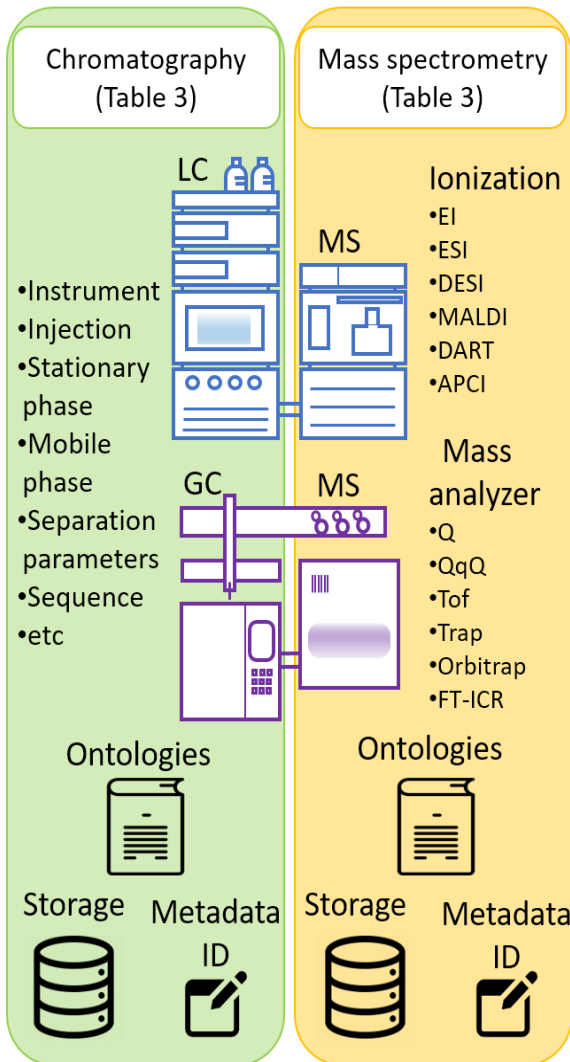 Chromatography
(Table 3)
LC
•Instrument
•Injection
•Stationary
phase
•Mobile
phase
•Separation
parameters
•Sequence
•etc
GC
Ontologies
Storage
Metadata
ID
Mass spectrometry
(Table 3)
MS
Ionization
•EI
•ESI
•DESI
•MALDI
•DART
•APCI
MS
Mass
analyzer
•Q
•QqQ
•Tof
•Trap
•Orbitrap
•FT-ICR
Ontologies
Storage
Metadata
ID